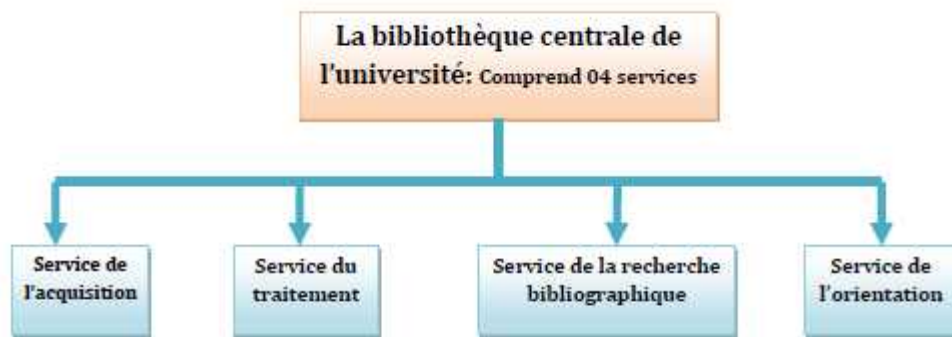 La bibliothèque centrale de
l'université: Comprend 04 services
Service de
l'acquisition
Service du
traitement
Service de la recherche
bibliographique
Service de
l'orientation